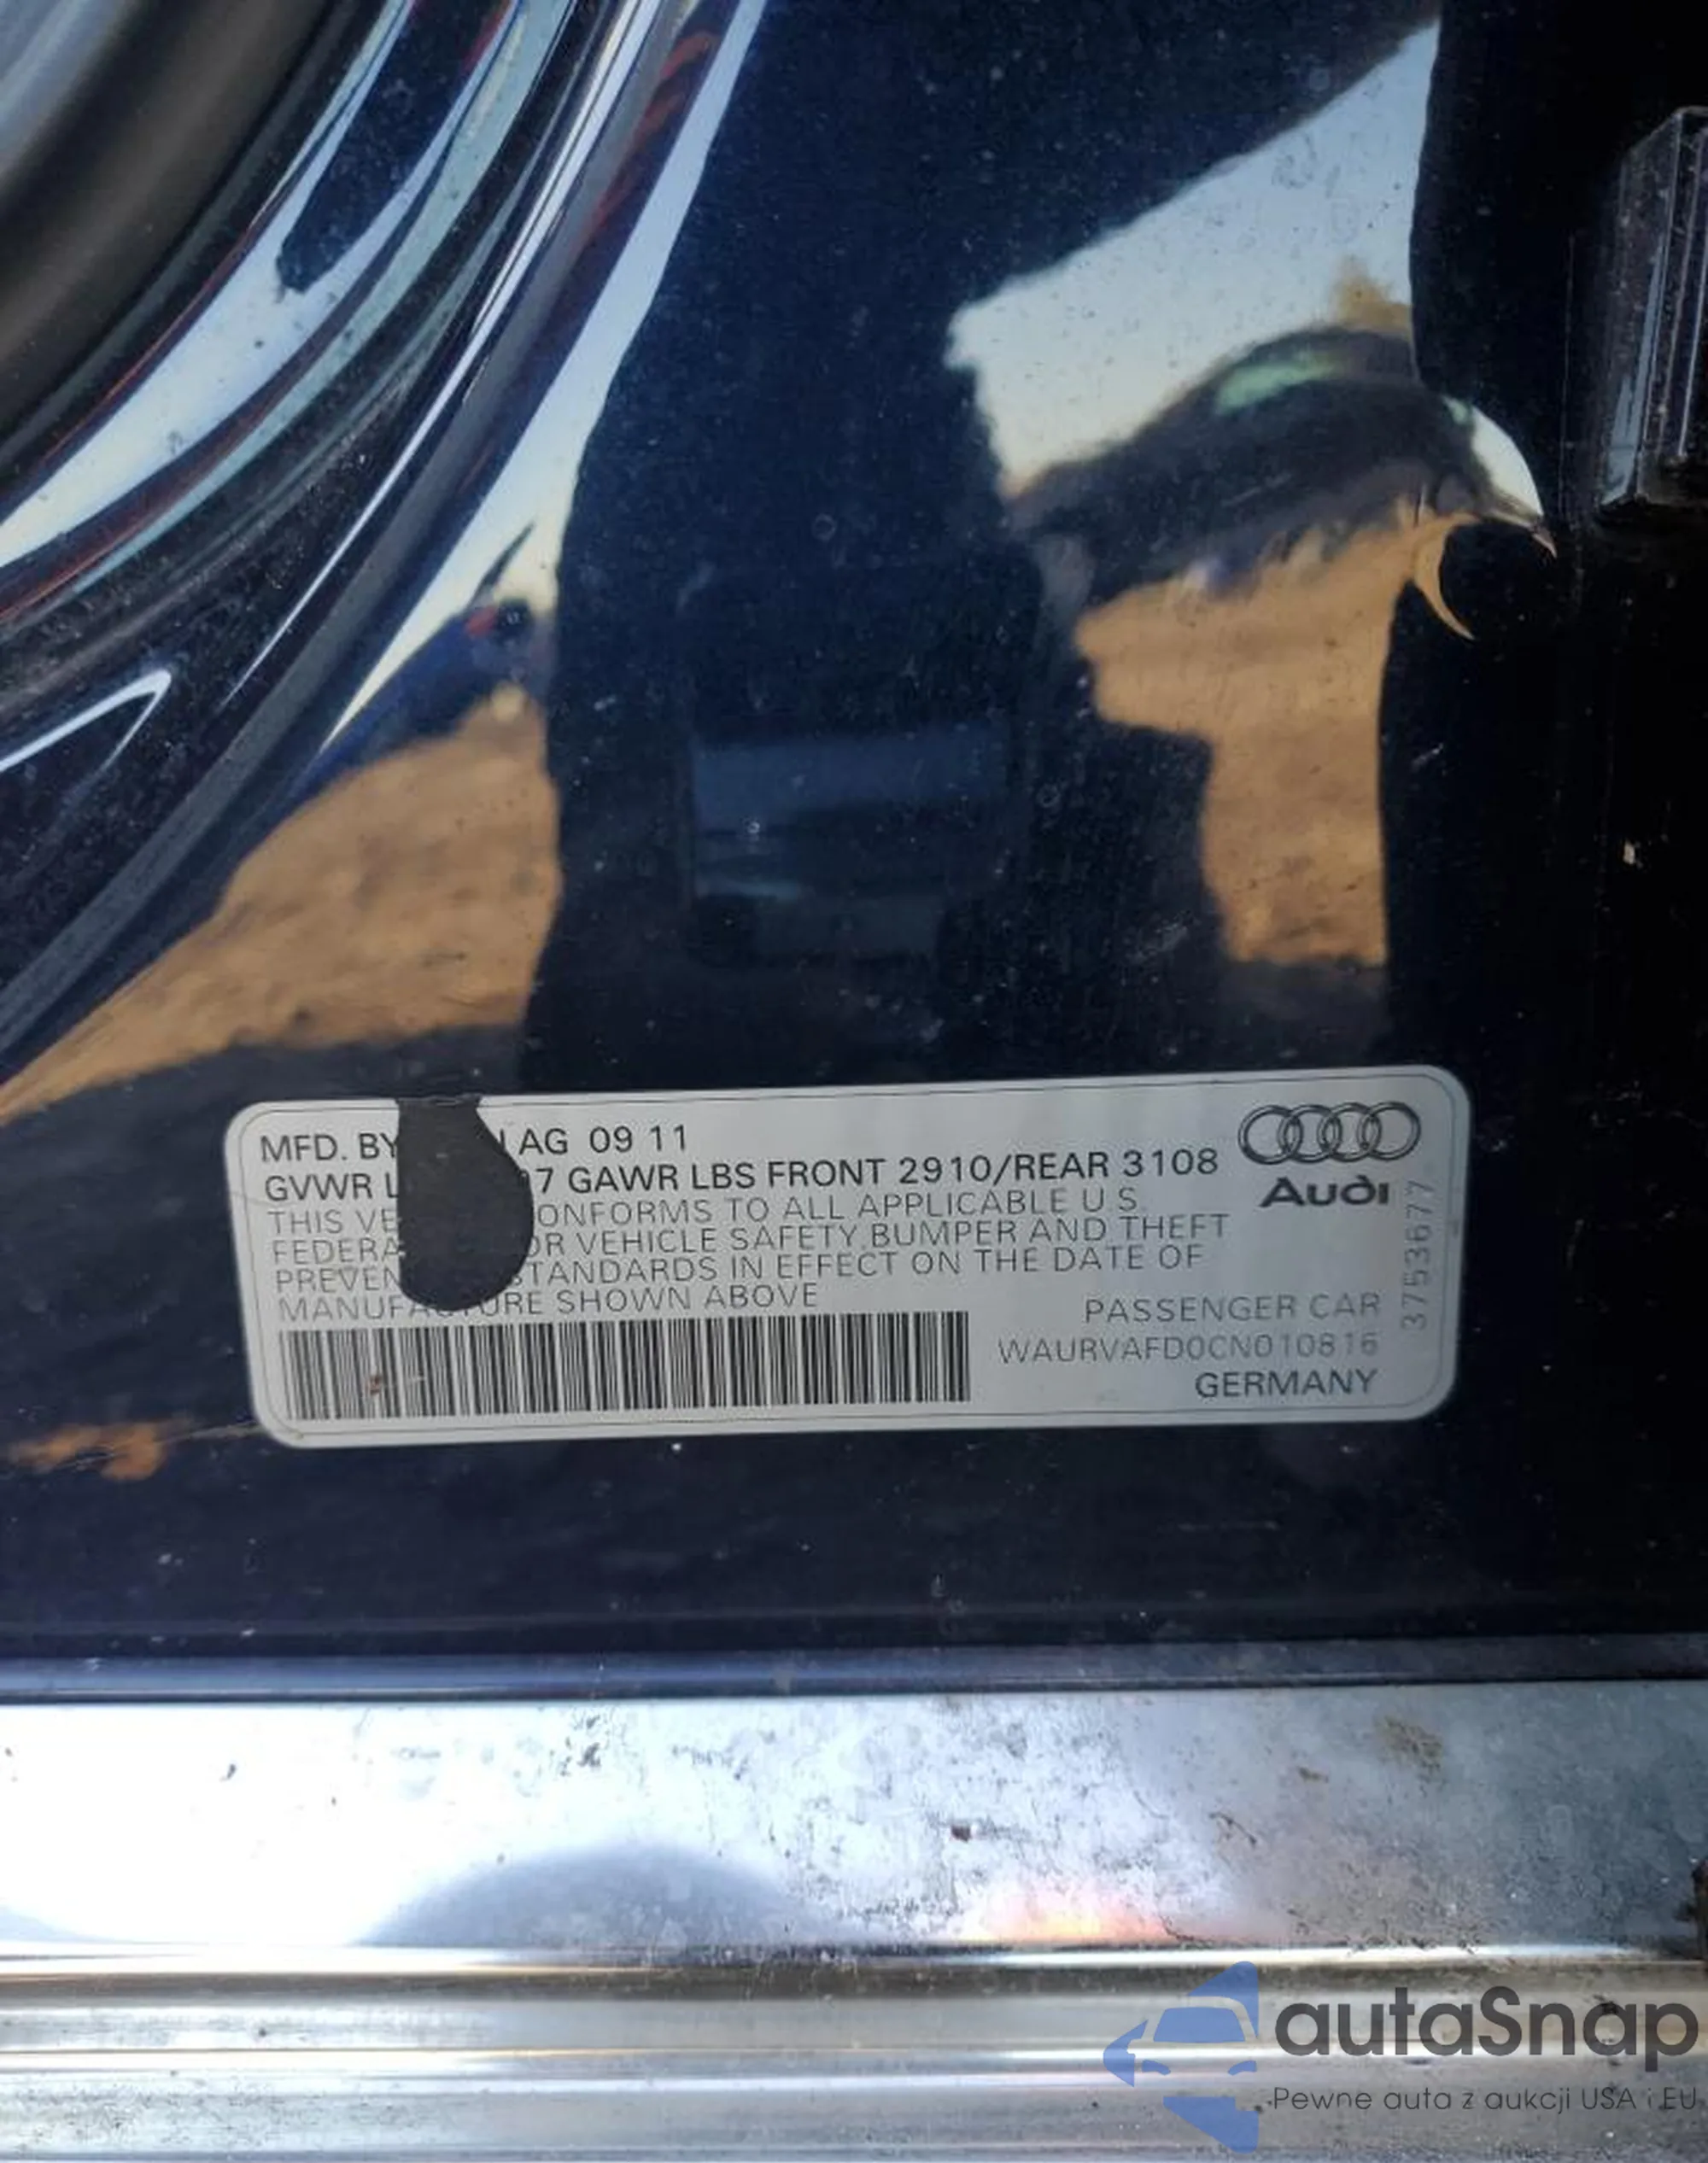 MFD. BY AG 09 11
GVWR L 7 GAWR LBS FRONT 2910/REAR 3108
THIS VE ONFORMS TO ALL APPLICABLE U S
FEDERA OR VEHICLE SAFETY BUMPER AND THEFT
PREVEN STANDARDS IN EFFECT ON THE DATE OF
MANUFACTURE SHOWN ABOVE
Audi
3753677
PASSENGER CAR
WAURVAFD0CN010816
GERMANY
autaSnap
Pewne auta z aukcji USA i EU